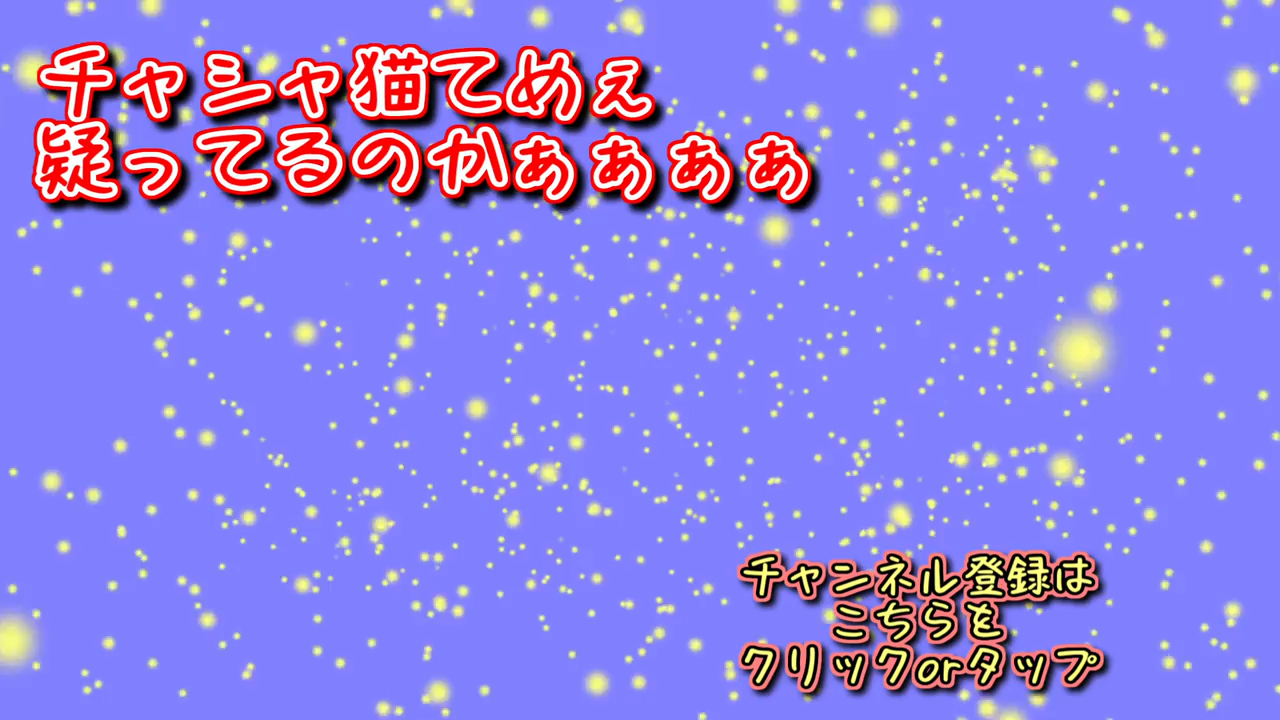 チャシャ猫てめぇ
疑ってるのかぁぁぁぁ
チャンネル登録は
こちらを
クリックorタップ